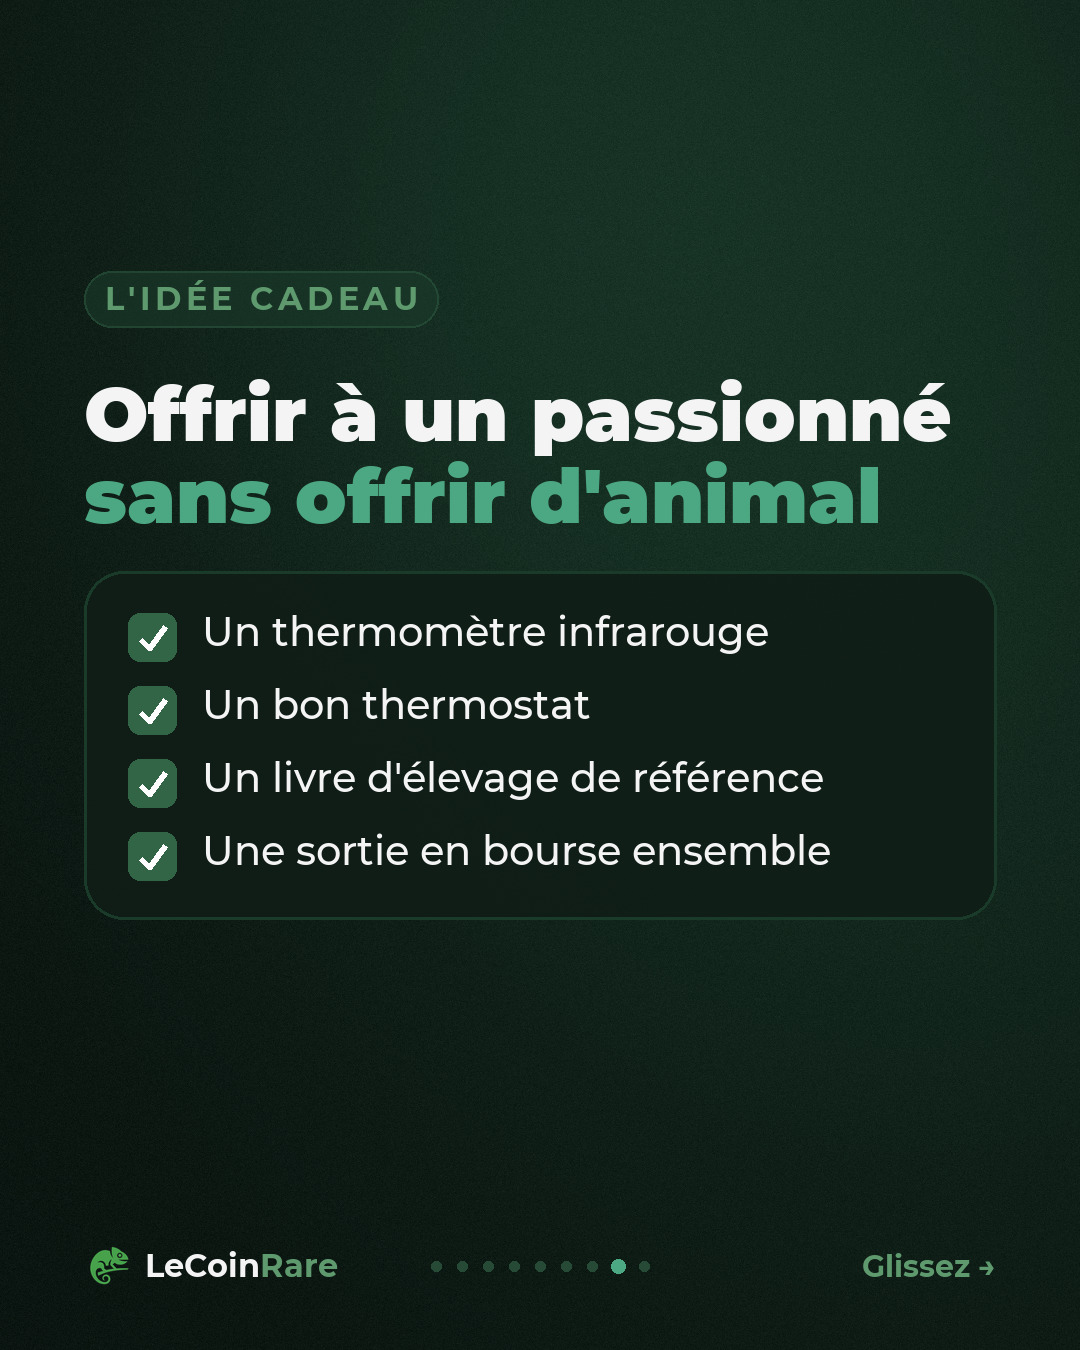 L'IDÉE CADEAU
Offrir à un passionné
sans offrir d'animal
Un thermomètre infrarouge
Un bon thermostat
Un livre d'élevage de référence
Une sortie en bourse ensemble
LeCoinRare
Glissez →